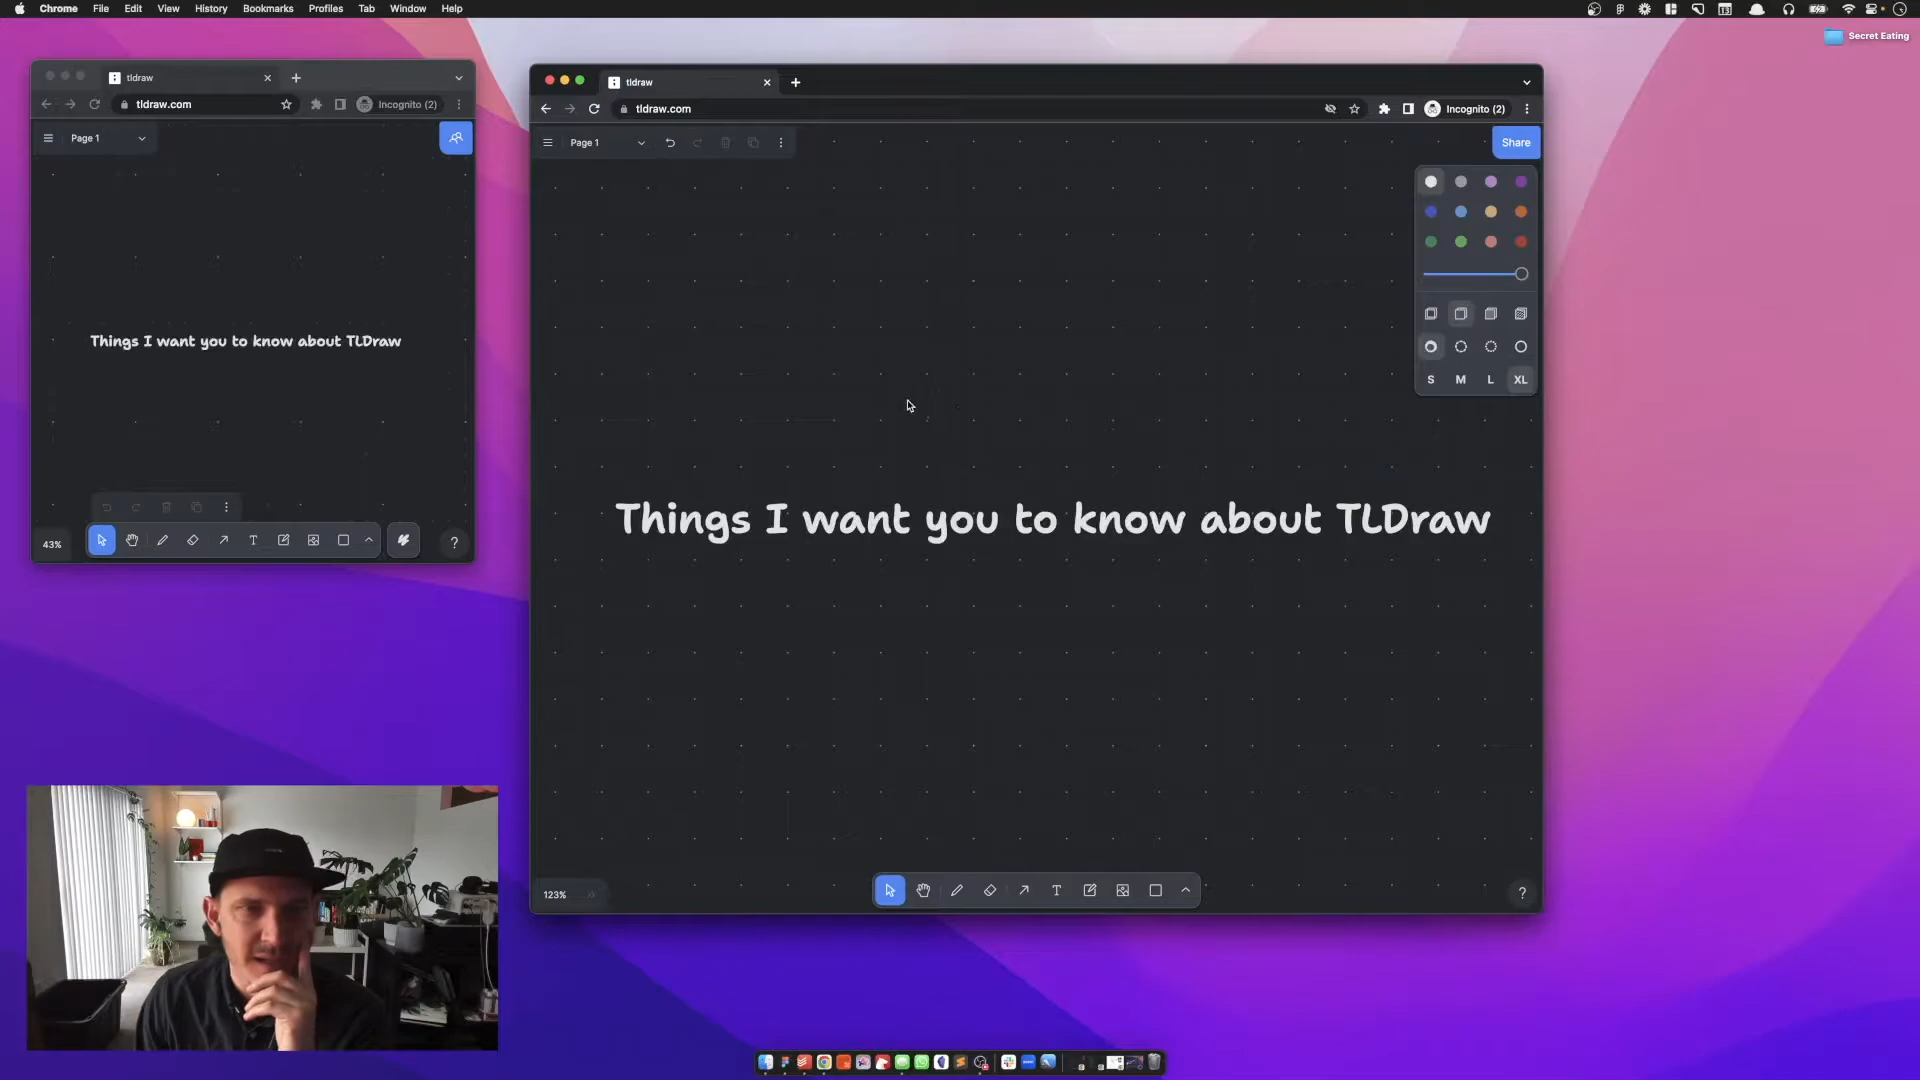 Chrome File Edit View History Bookmarks Profiles Tab Window Help
Secret Eating
tldraw
tldraw.com
Incognito (2)
Page 1
Things I want you to know about TLDraw
43%
T
?
tldraw
tldraw.com
Incognito (2)
Page 1
Share
S M L XL
Things I want you to know about TLDraw
123%
T
?